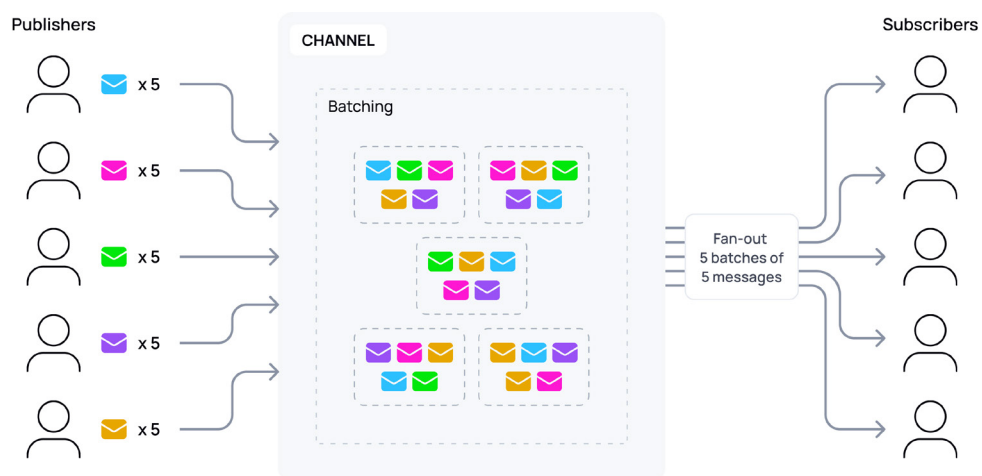 Publishers
Subscribers
CHANNEL
Batching
x 5
x 5
x 5
x 5
x 5
Fan-out
5 batches of
5 messages